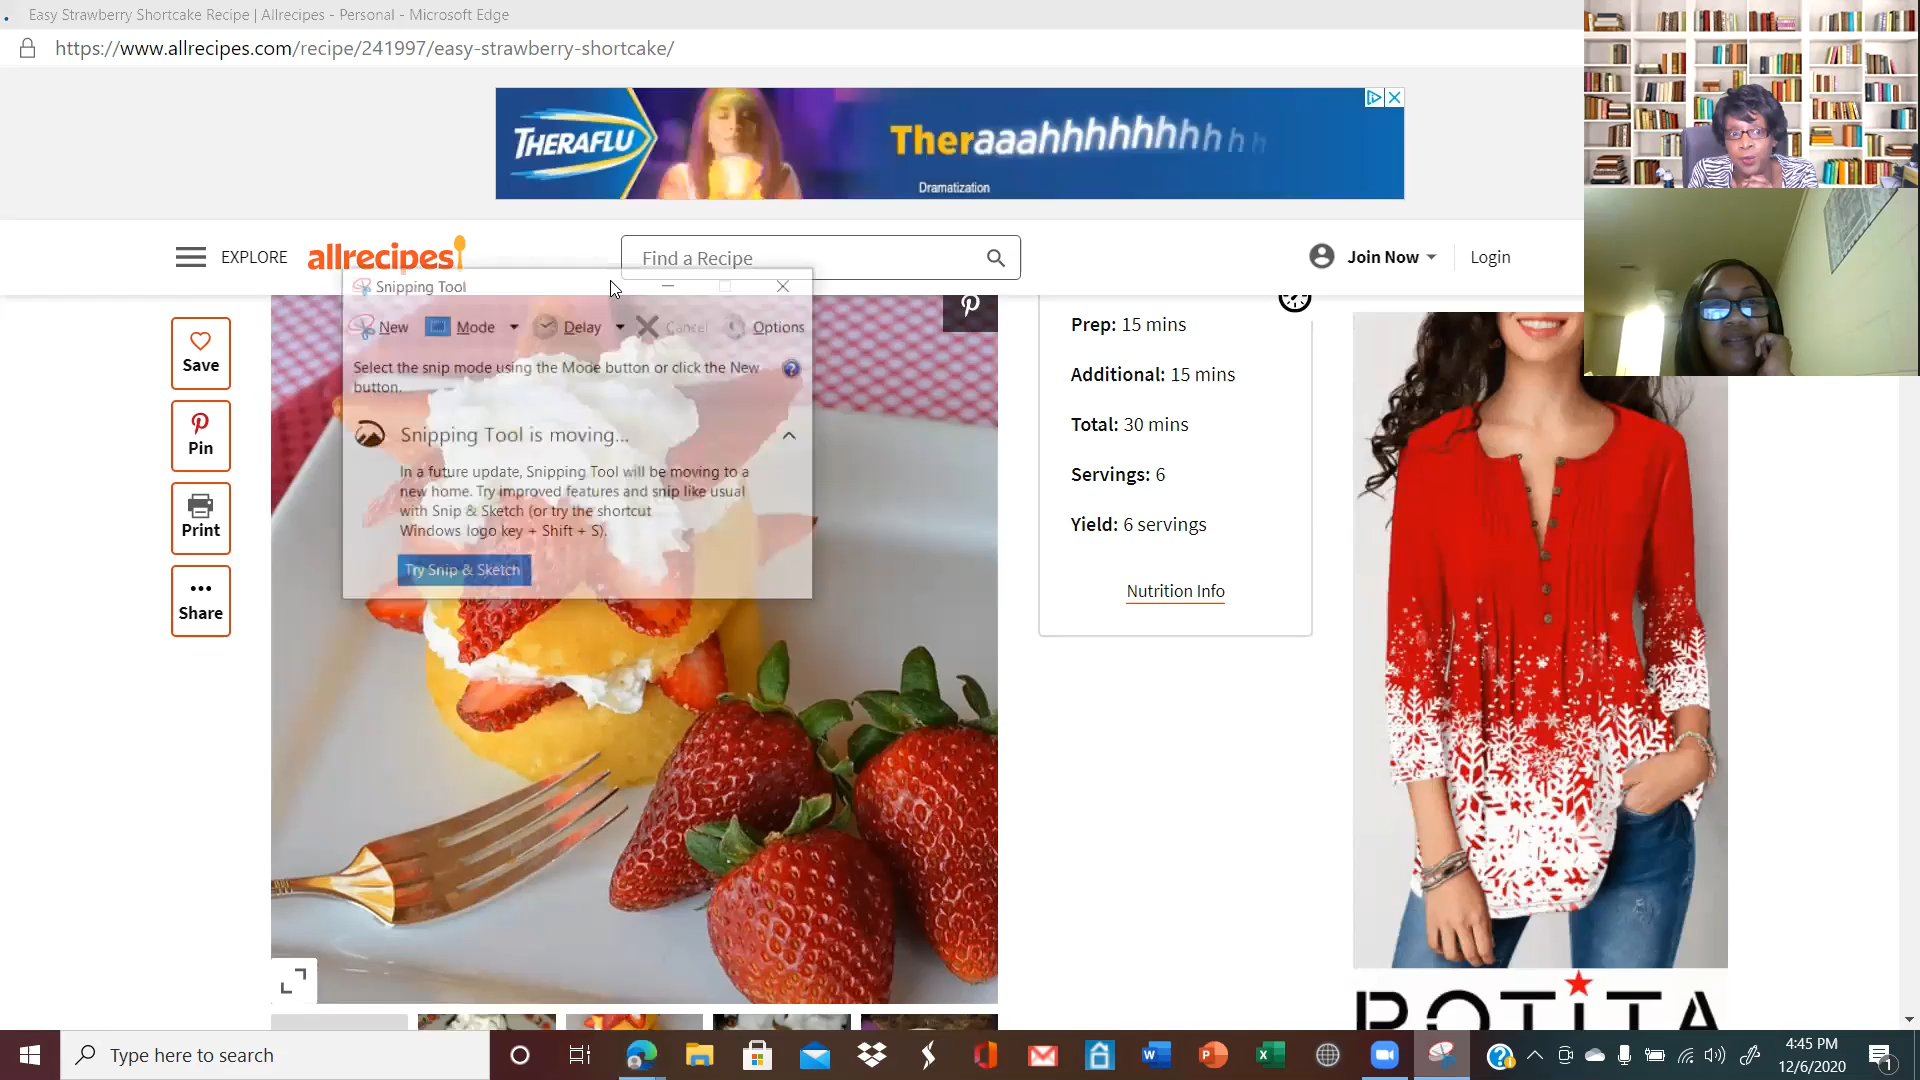 Easy Strawberry Shortcake Recipe | Allrecipes - Personal - Microsoft Edge
https://www.allrecipes.com/recipe/241997/easy-strawberry-shortcake/
THERAFLU
Theraaahhhhhhhhhhh
Dramatization
EXPLORE
allrecipes
Find a Recipe
Join Now
Login
Snipping Tool
New
Mode
Delay
Cancel
Options
Select the snip mode using the Mode button or click the New
button.
Snipping Tool is moving...
In a future update, Snipping Tool will be moving to a
new home. Try improved features and snip like usual
with Snip & Sketch (or try the shortcut
Windows logo key + Shift + S).
Try Snip & Sketch
Save
Pin
Print
Share
Prep: 15 mins
Additional: 15 mins
Total: 30 mins
Servings: 6
Yield: 6 servings
Nutrition Info
ROTITA
Type here to search
4:45 PM
12/6/2020
1